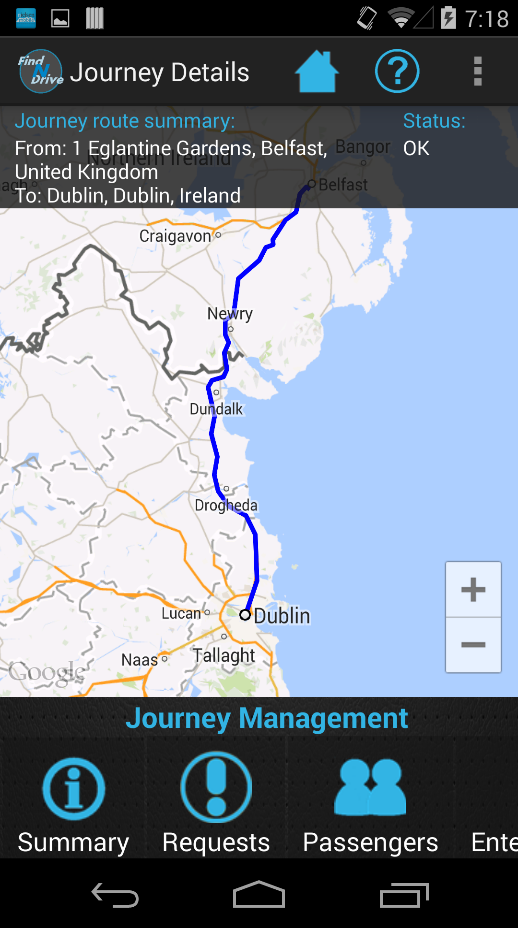 7:18
Find
N
Drive
Journey Details
?
Journey route summary:
Status:
From: 1 Eglantine Gardens, Belfast,
United Kingdom
To: Dublin, Dublin, Ireland
OK
Northern Ireland
Bangor
Belfast
Craigavon
Newry
Dundalk
Drogheda
Lucan
Dublin
Tallaght
Naas
Google
+
−
Journey Management
Summary
Requests
Passengers
Ente